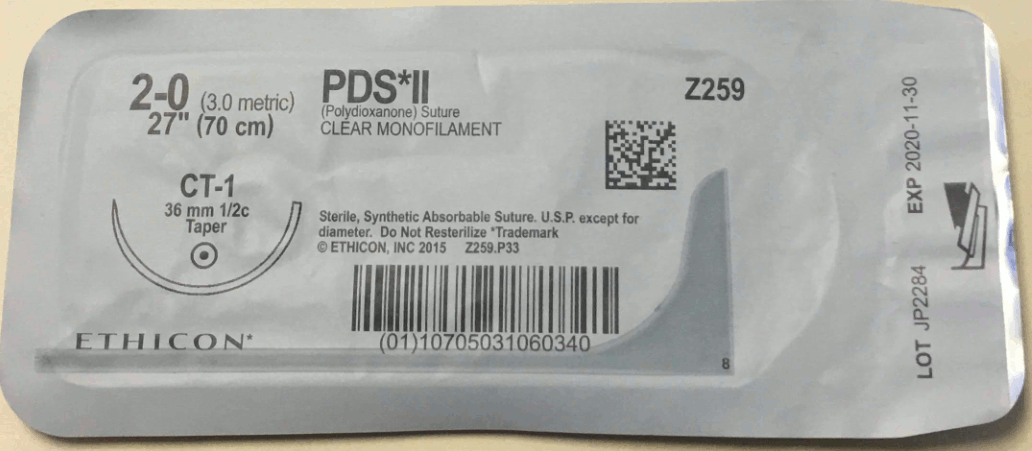 2-0 (3.0 metric)
27" (70 cm)
PDS*II
(Polydioxanone) Suture
CLEAR MONOFILAMENT
Z259
CT-1
36 mm 1/2c
Taper
Sterile, Synthetic Absorbable Suture. U.S.P. except for
diameter. Do Not Resterilize *Trademark
© ETHICON, INC 2015 Z259.P33
(01)10705031060340
ETHICON*
8
LOT JP2284 EXP 2020-11-30